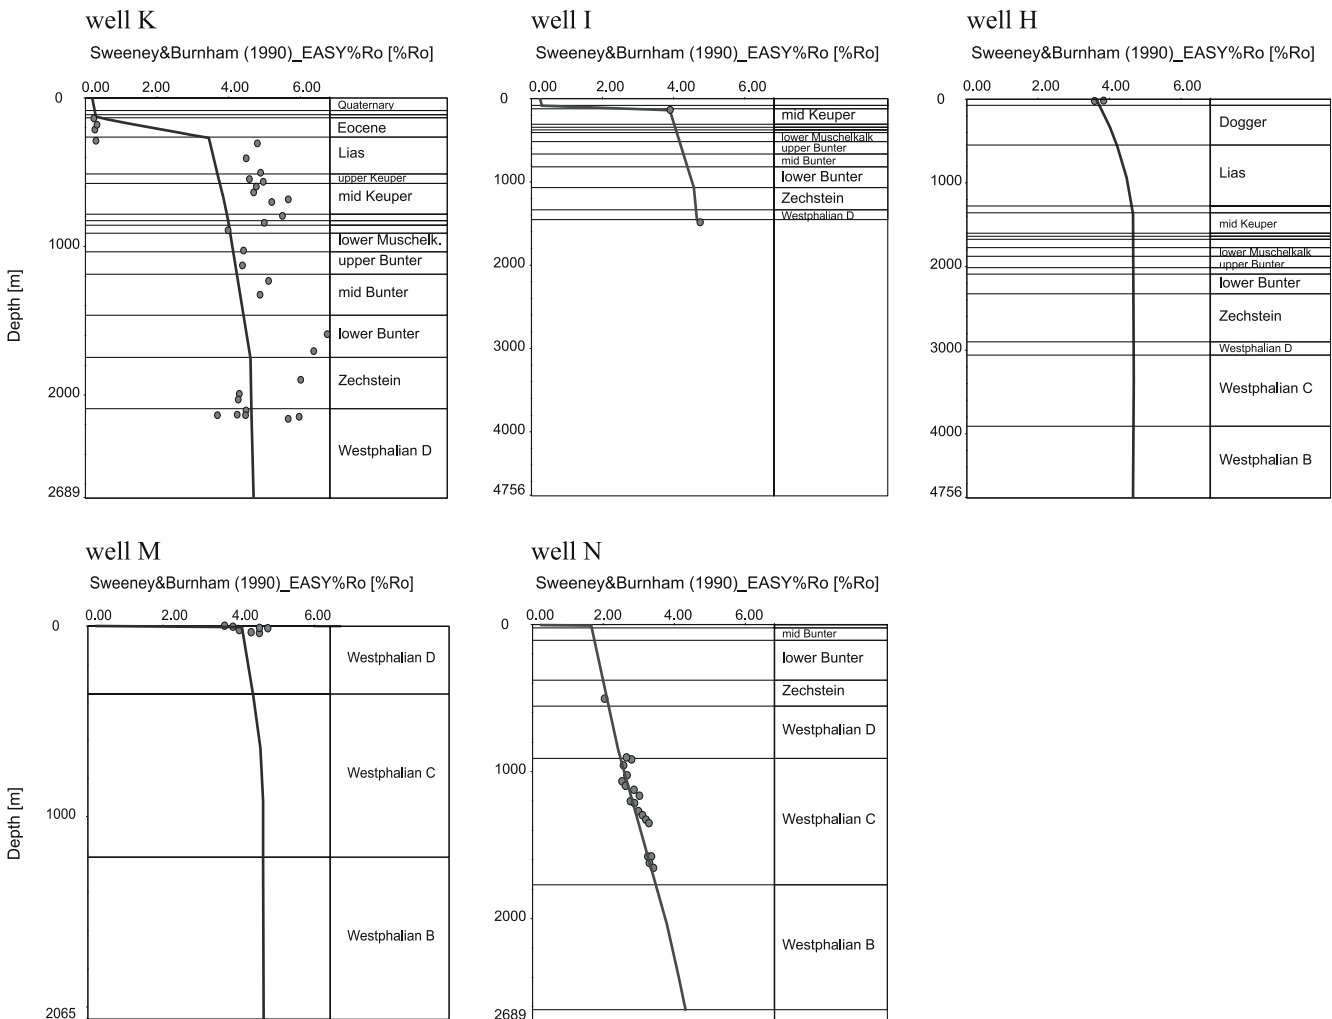 well K
Sweeney&Burnham (1990)_EASY%Ro [%Ro]
0.00 2.00 4.00 6.00
0
1000
2000
2689
Depth [m]
Quaternary
Eocene
Lias
upper Keuper
mid Keuper
lower Muschelk.
upper Bunter
mid Bunter
lower Bunter
Zechstein
Westphalian D
well I
Sweeney&Burnham (1990)_EASY%Ro [%Ro]
0.00 2.00 4.00 6.00
0
1000
2000
3000
4000
4756
mid Keuper
lower Muschelkalk
upper Bunter
mid Bunter
lower Bunter
Zechstein
Westphalian D
well H
Sweeney&Burnham (1990)_EASY%Ro [%Ro]
0.00 2.00 4.00 6.00
0
1000
2000
3000
4000
4756
Dogger
Lias
mid Keuper
lower Muschelkalk
upper Bunter
lower Bunter
Zechstein
Westphalian D
Westphalian C
Westphalian B
well M
Sweeney&Burnham (1990)_EASY%Ro [%Ro]
0.00 2.00 4.00 6.00
0
1000
2065
Depth [m]
Westphalian D
Westphalian C
Westphalian B
well N
Sweeney&Burnham (1990)_EASY%Ro [%Ro]
0.00 2.00 4.00 6.00
0
1000
2000
2689
mid Bunter
lower Bunter
Zechstein
Westphalian D
Westphalian C
Westphalian B